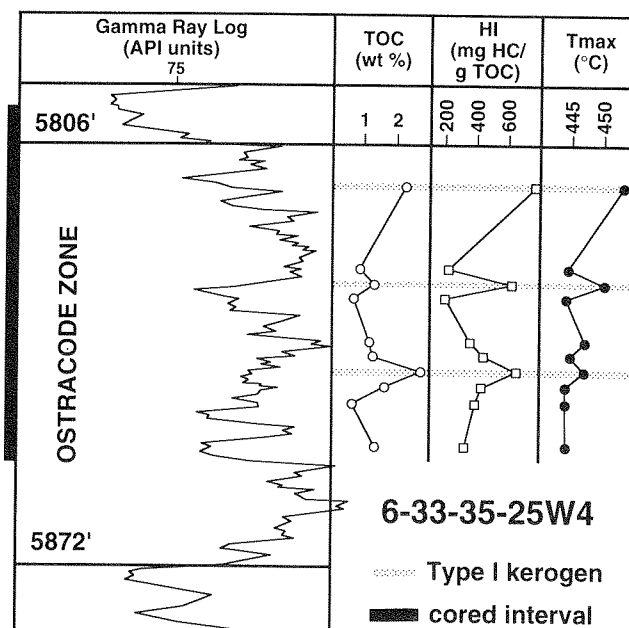 Gamma Ray Log
(API units)
75
TOC
(wt %)
HI
(mg HC/
g TOC)
Tmax
(°C)
5806'
1 2
200 400 600
445 450
OSTRACODE ZONE
5872'
6-33-35-25W4
Type I kerogen
cored interval